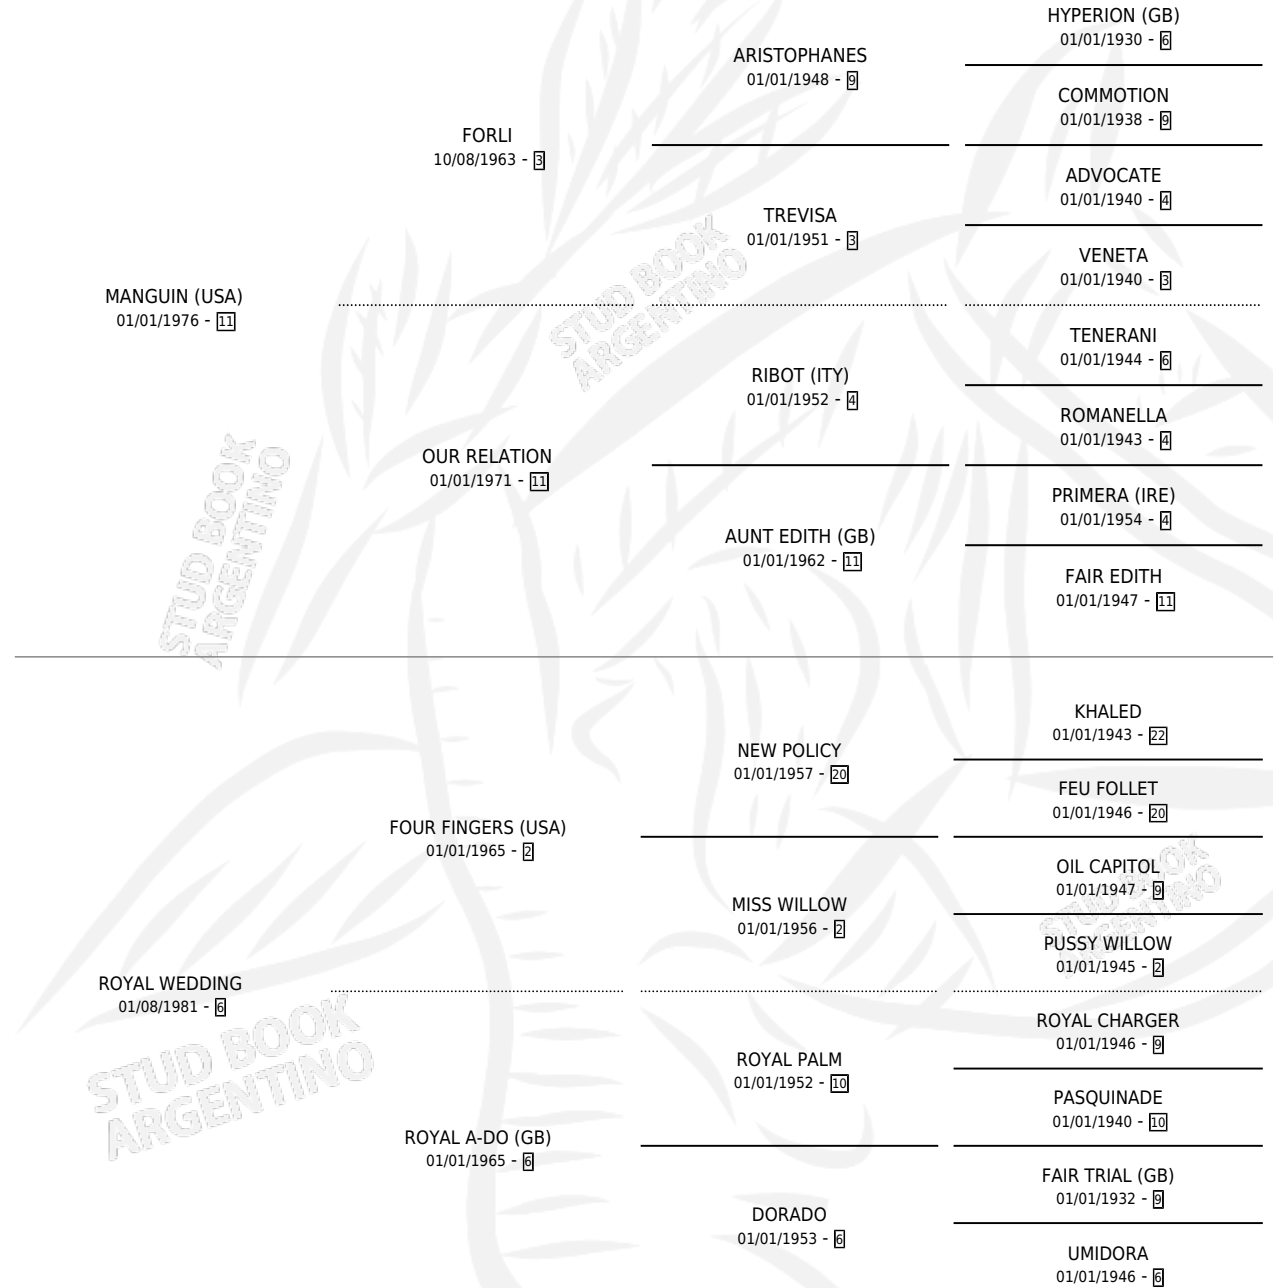 HYPERION (GB)
01/01/1930 - 6
ARISTOPHANES
01/01/1948 - 9
COMMOTION
01/01/1938 - 9
FORLI
10/08/1963 - 3
ADVOCATE
01/01/1940 - 4
TREVISA
01/01/1951 - 3
VENETA
01/01/1940 - 3
STUD BOOK
ARGENTINO
MANGUIN (USA)
01/01/1976 - 11
TENERANI
01/01/1944 - 6
RIBOT (ITY)
01/01/1952 - 4
ROMANELLA
01/01/1943 - 4
OUR RELATION
01/01/1971 - 11
PRIMERA (IRE)
01/01/1954 - 4
AUNT EDITH (GB)
01/01/1962 - 11
FAIR EDITH
01/01/1947 - 11
STUD BOOK
ARGENTINO
KHALED
01/01/1943 - 22
NEW POLICY
01/01/1957 - 20
FEU FOLLET
01/01/1946 - 20
FOUR FINGERS (USA)
01/01/1965 - 2
OIL CAPITOL
01/01/1947 - 9
MISS WILLOW
01/01/1956 - 2
PUSSY WILLOW
01/01/1945 - 2
STUD BOOK
ARGENTINO
ROYAL WEDDING
01/08/1981 - 6
ROYAL CHARGER
01/01/1946 - 9
ROYAL PALM
01/01/1952 - 10
PASQUINADE
01/01/1940 - 10
STUD BOOK
ARGENTINO
ROYAL A-DO (GB)
01/01/1965 - 6
FAIR TRIAL (GB)
01/01/1932 - 9
DORADO
01/01/1953 - 6
UMIDORA
01/01/1946 - 6